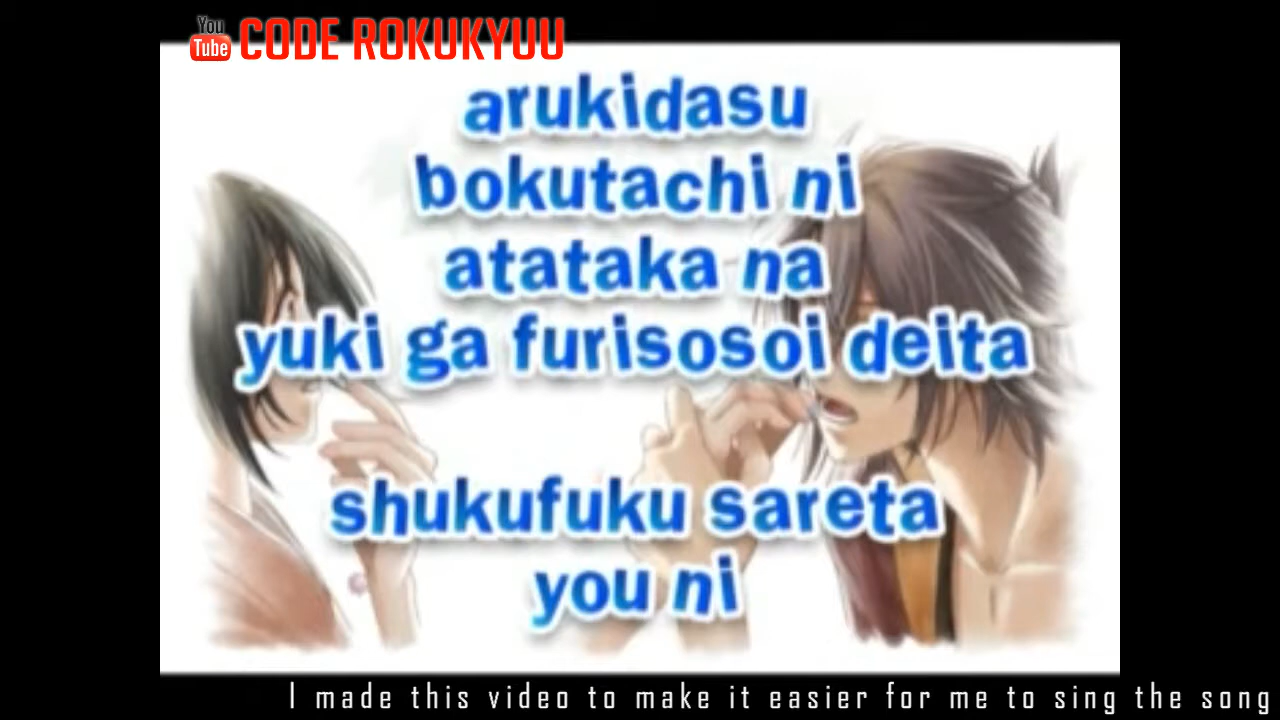 You Tube CODE ROKUKYUU
arukidasu
bokutachi ni
atataka na
yuki ga furisosoi deita
shukufuku sareta
you ni
I made this video to make it easier for me to sing the song